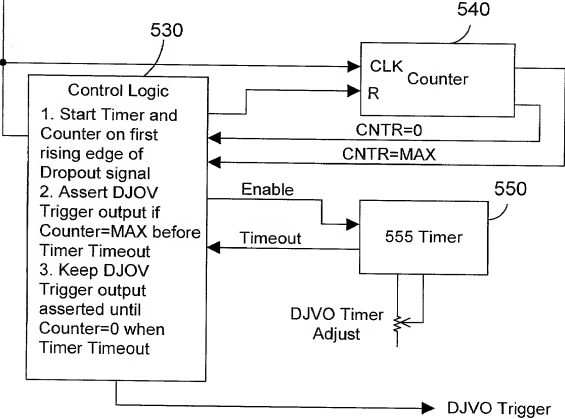 530
540
Control Logic
1. Start Timer and
Counter on first
rising edge of
Dropout signal
2. Assert DJOV
Trigger output if
Counter=MAX before
Timer Timeout
3. Keep DJOV
Trigger output
asserted until
Counter=0 when
Timer Timeout
CLK
Counter
R
CNTR=0
CNTR=MAX
Enable
Timeout
550
555 Timer
DJVO Timer
Adjust
DJVO Trigger